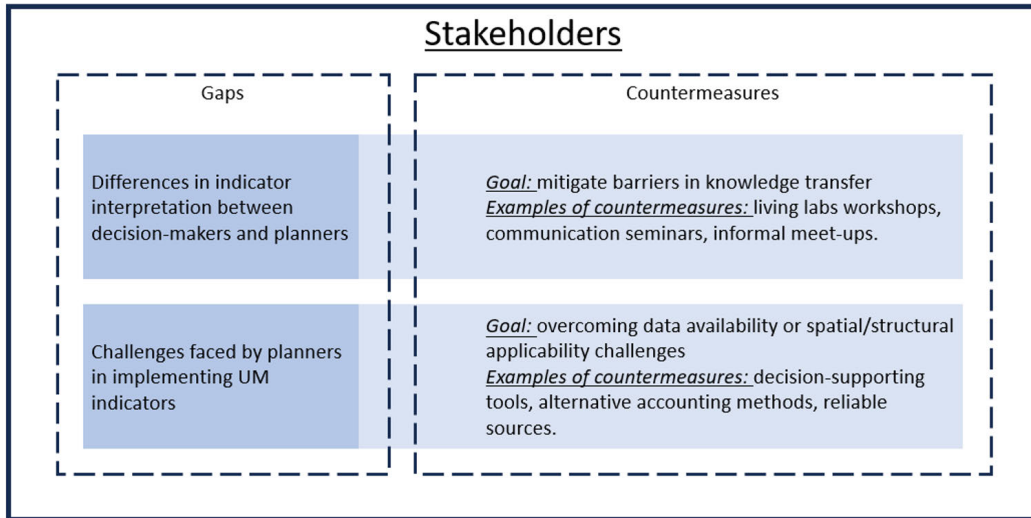 Stakeholders
Gaps
Countermeasures
Differences in indicator
interpretation between
decision-makers and planners
Goal: mitigate barriers in knowledge transfer
Examples of countermeasures: living labs workshops,
communication seminars, informal meet-ups.
Challenges faced by planners
in implementing UM
indicators
Goal: overcoming data availability or spatial/structural
applicability challenges
Examples of countermeasures: decision-supporting
tools, alternative accounting methods, reliable
sources.